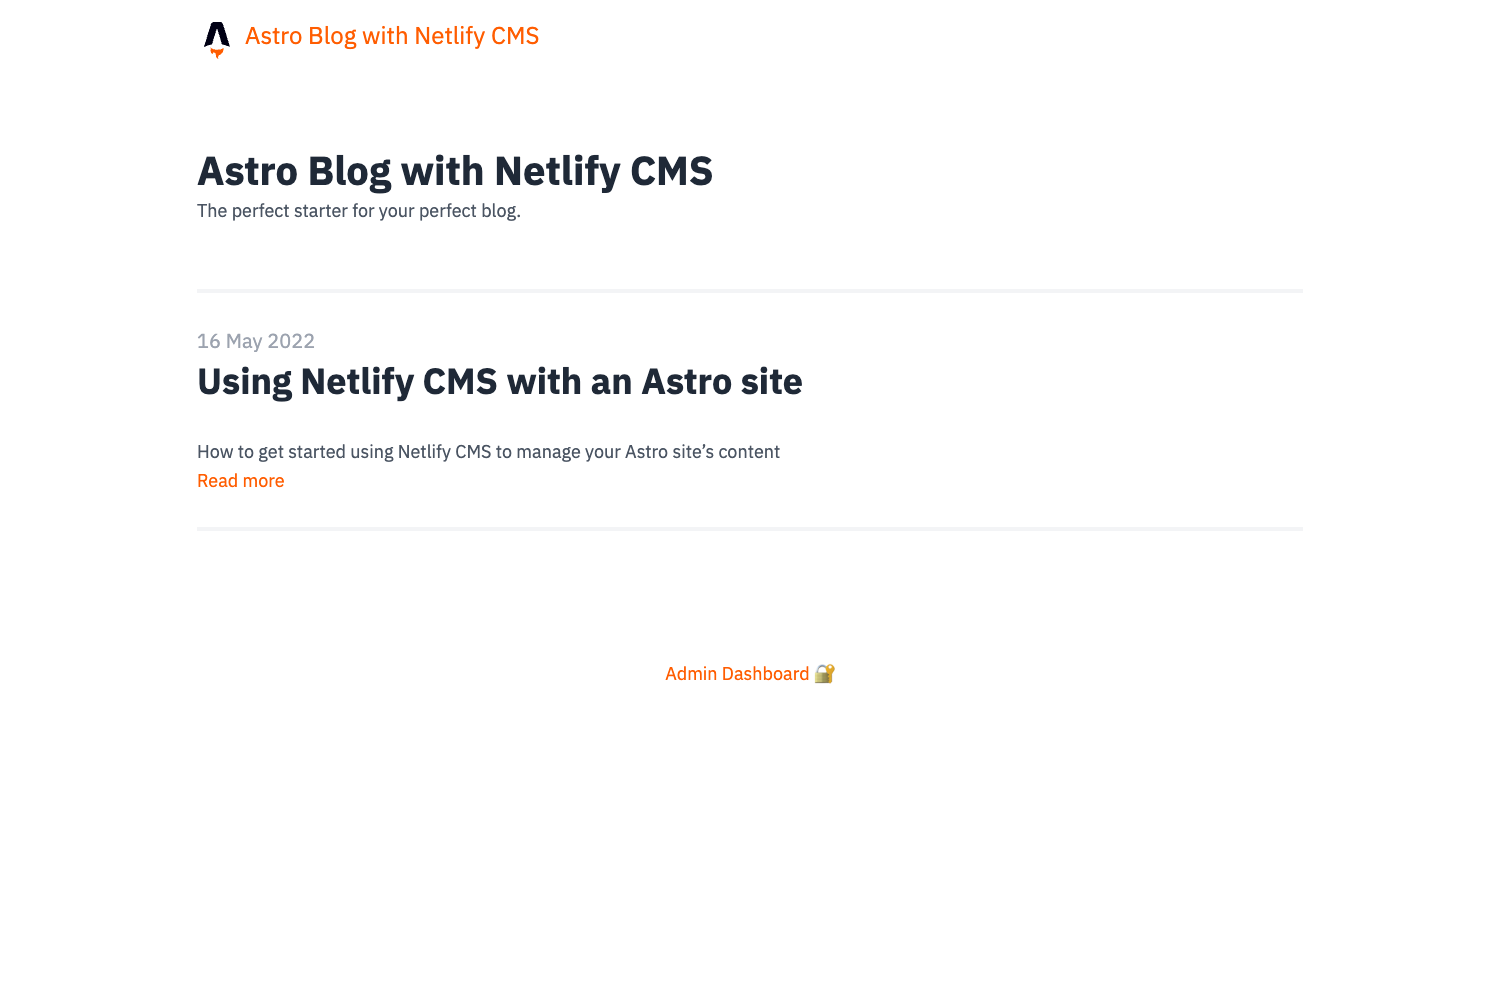 Astro Blog with Netlify CMS
Astro Blog with Netlify CMS
The perfect starter for your perfect blog.
16 May 2022
Using Netlify CMS with an Astro site
How to get started using Netlify CMS to manage your Astro site’s content
Read more
Admin Dashboard 🔐